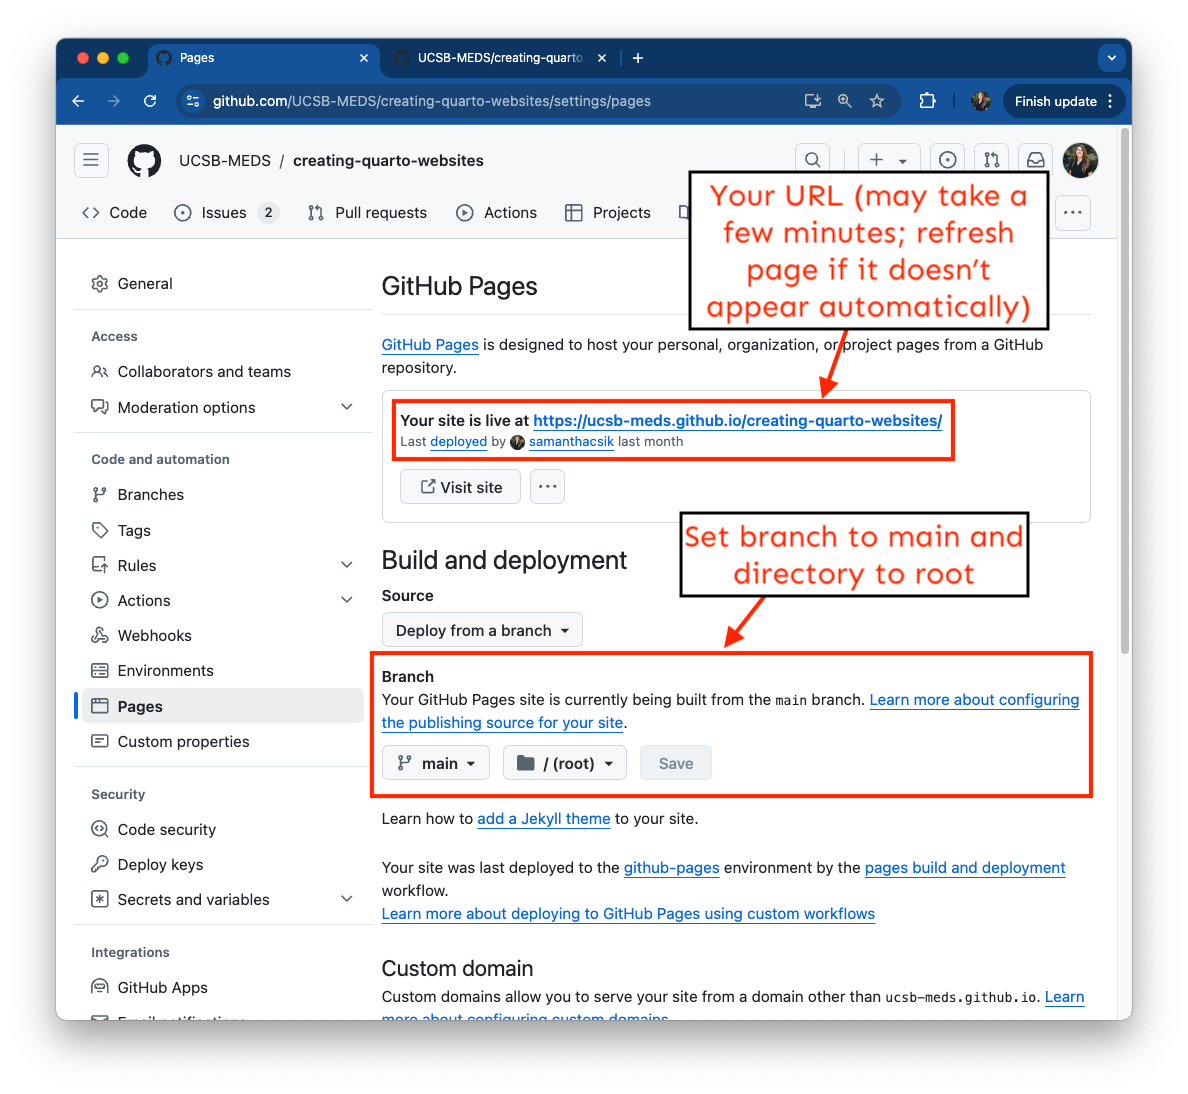 Pages
UCSB-MEDS/creating-quarto
github.com/UCSB-MEDS/creating-quarto-websites/settings/pages
Finish update
UCSB-MEDS / creating-quarto-websites
Code
Issues 2
Pull requests
Actions
Projects
Your URL (may take a
few minutes; refresh
page if it doesn't
appear automatically)
General
Access
Collaborators and teams
Moderation options
Code and automation
Branches
Tags
Rules
Actions
Webhooks
Environments
Pages
Custom properties
Security
Code security
Deploy keys
Secrets and variables
Integrations
GitHub Apps
Email notifications
GitHub Pages
GitHub Pages is designed to host your personal, organization, or project pages from a GitHub
repository.
Your site is live at https://ucsb-meds.github.io/creating-quarto-websites/
Last deployed by samanthacsik last month
Visit site
Set branch to main and
directory to root
Build and deployment
Source
Deploy from a branch
Branch
Your GitHub Pages site is currently being built from the main branch. Learn more about configuring
the publishing source for your site.
main
/ (root)
Save
Learn how to add a Jekyll theme to your site.
Your site was last deployed to the github-pages environment by the pages build and deployment
workflow.
Learn more about deploying to GitHub Pages using custom workflows
Custom domain
Custom domains allow you to serve your site from a domain other than ucsb-meds.github.io. Learn
more about configuring custom domains.